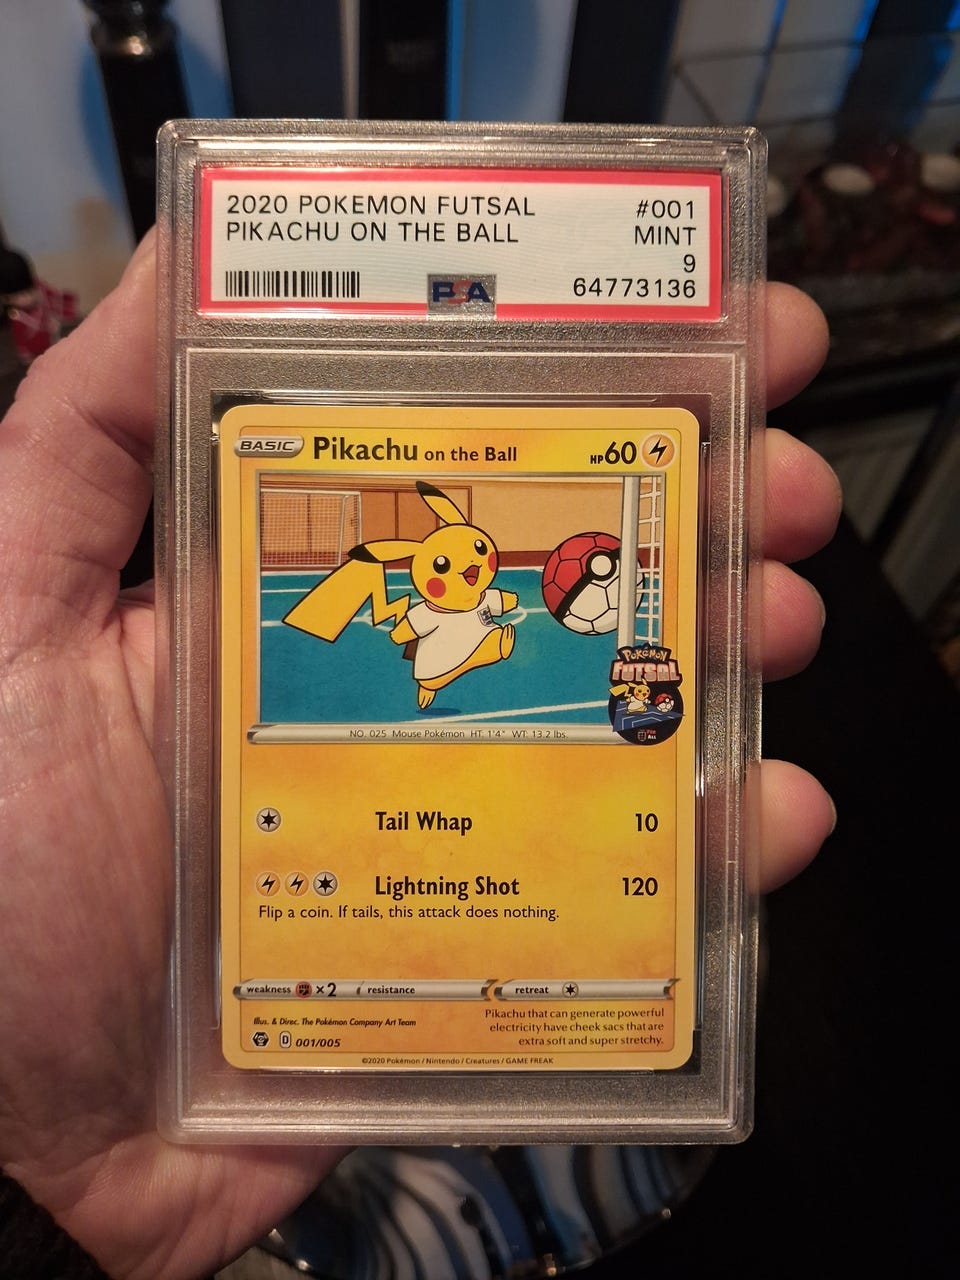 2020 POKEMON FUTSAL #001
PIKACHU ON THE BALL MINT
9
PSA 64773136
BASIC Pikachu on the Ball HP60
POKéMON
FUTSAL
FOR
ALL
NO. 025 Mouse Pokémon HT: 1'4" WT: 13.2 lbs.
Tail Whap 10
Lightning Shot 120
Flip a coin. If tails, this attack does nothing.
weakness ×2 resistance retreat
Illus. & Direc. The Pokémon Company Art Team
D 001/005
Pikachu that can generate powerful
electricity have cheek sacs that are
extra soft and super stretchy.
©2020 Pokémon / Nintendo / Creatures / GAME FREAK